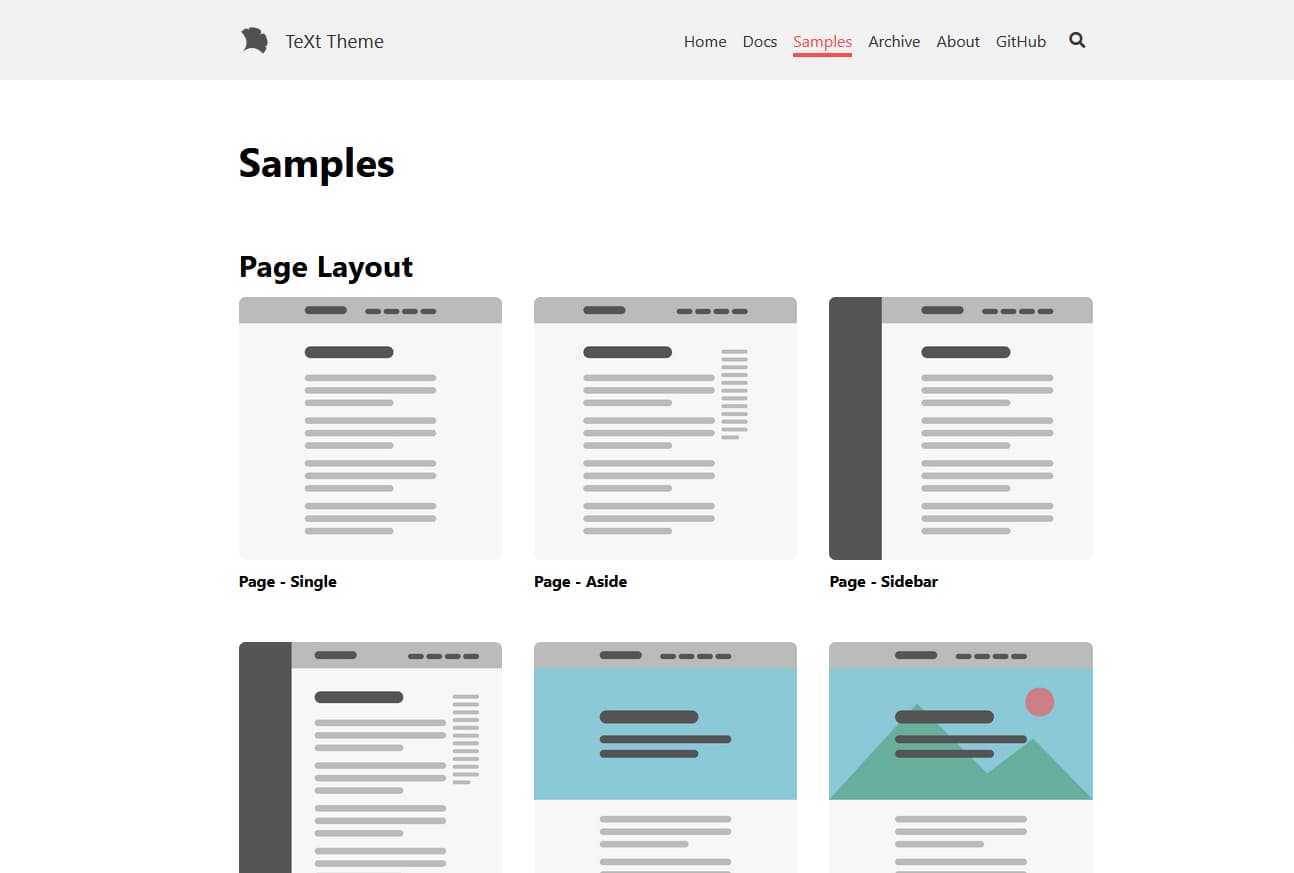 TeXt Theme
Home Docs Samples Archive About GitHub
Samples
Page Layout
Page - Single
Page - Aside
Page - Sidebar